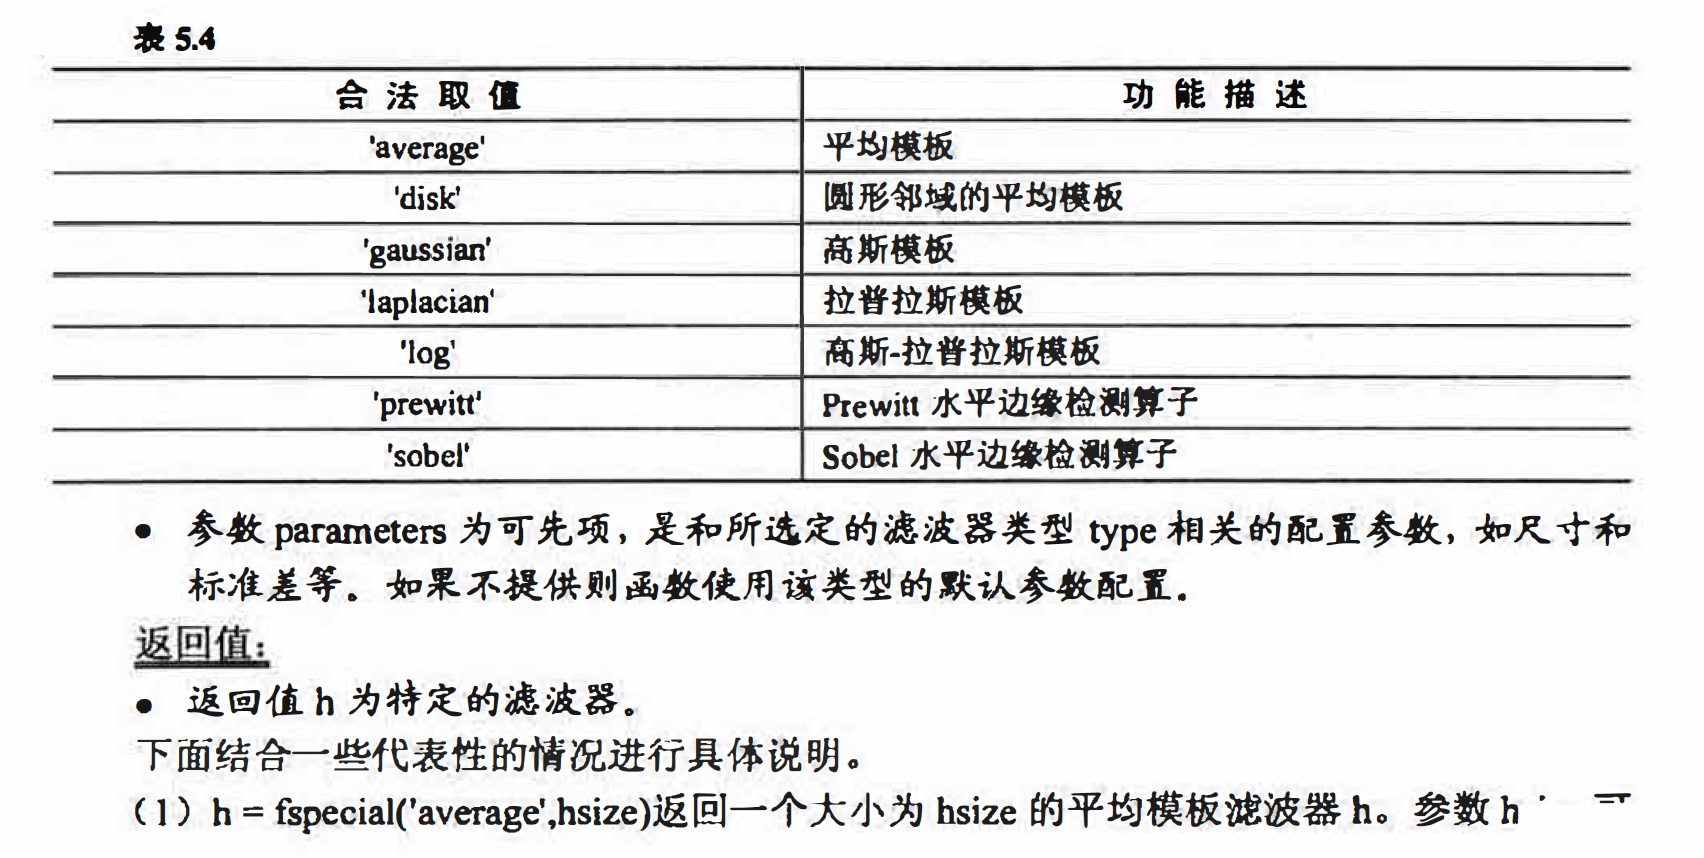 表 5.4
合 法 取 值 功 能 描 述
'average' 平均模板
'disk' 圆形邻域的平均模板
'gaussian' 高斯模板
'laplacian' 拉普拉斯模板
'log' 高斯-拉普拉斯模板
'prewitt' Prewitt 水平边缘检测算子
'sobel' Sobel 水平边缘检测算子
● 参数 parameters 为可先项，是和所选定的滤波器类型 type 相关的配置参数，如尺寸和
标准差等。如果不提供则函数使用该类型的默认参数配置。
返回值：
● 返回值 h 为特定的滤波器。
下面结合一些代表性的情况进行具体说明。
（1）h = fspecial('average',hsize)返回一个大小为 hsize 的平均模板滤波器 h。参数 h